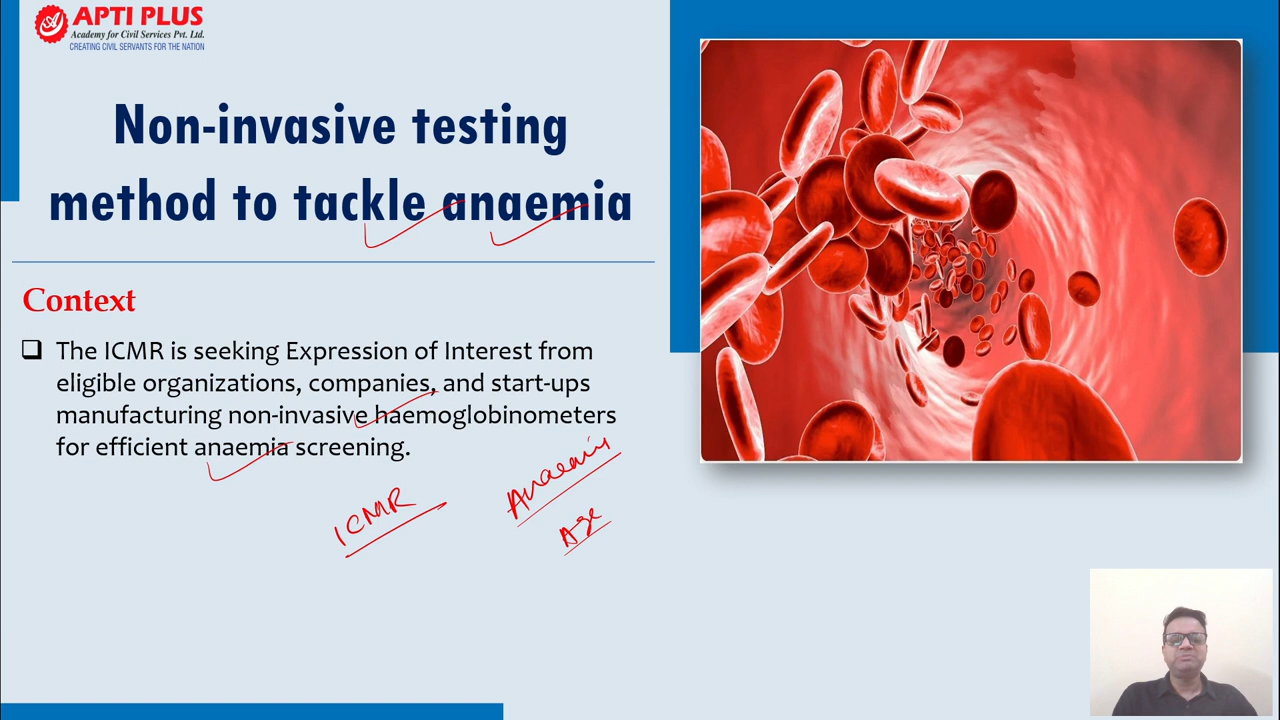 APTI PLUS
Academy for Civil Services Pvt. Ltd.
CREATING CIVIL SERVANTS FOR THE NATION
Non-invasive testing
method to tackle anaemia
Context
❑ The ICMR is seeking Expression of Interest from
eligible organizations, companies, and start-ups
manufacturing non-invasive haemoglobinometers
for efficient anaemia screening.
ICMR
Anaemia
Age